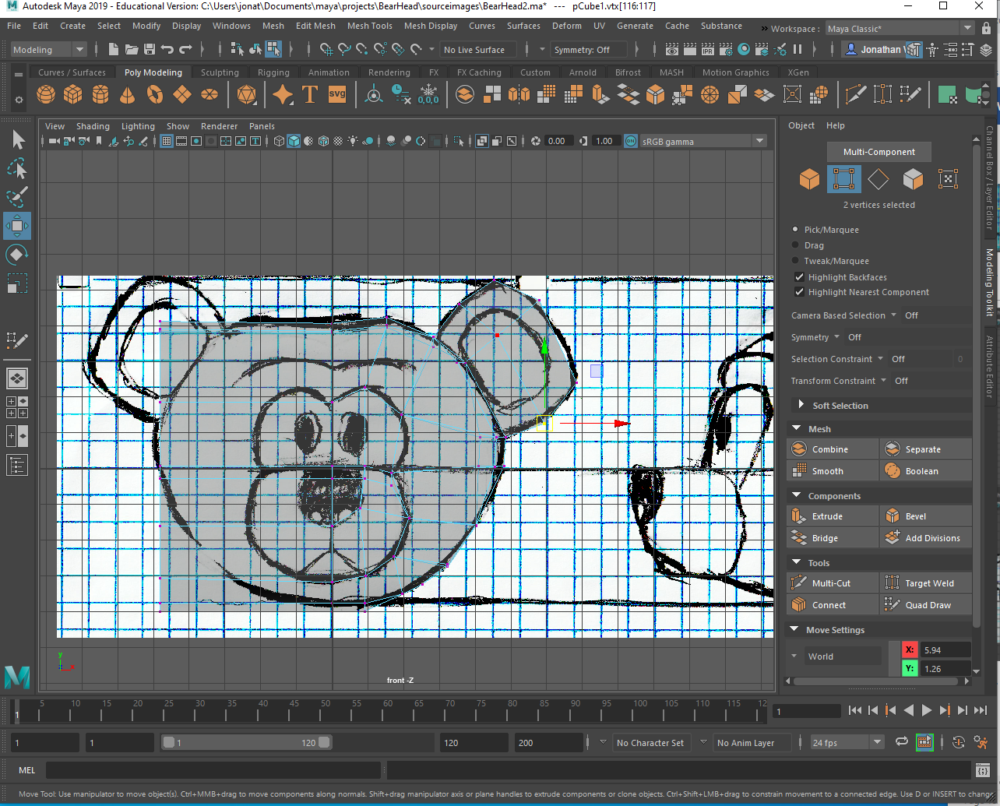 Autodesk Maya 2019 - Educational Version: C:\Users\jonat\Documents\maya\projects\BearHead\sourceimages\BearHead2.ma* --- pCube1.vtx[116:117]
File Edit Create Select Modify Display Windows Mesh Edit Mesh Mesh Tools Mesh Display Curves Surfaces Deform UV Generate Cache Substance » Workspace : Maya Classic*
Modeling No Live Surface Symmetry: Off IPR Jonathan
Curves / Surfaces Poly Modeling Sculpting Rigging Animation Rendering FX FX Caching Custom Arnold Bifrost MASH Motion Graphics XGen
T svg 0,0,0
View Shading Lighting Show Renderer Panels
0.00 1.00 ON sRGB gamma
Object Help
Multi-Component
2 vertices selected
Pick/Marquee
Drag
Tweak/Marquee
Highlight Backfaces
Highlight Nearest Component
Camera Based Selection Off
Symmetry Off
Selection Constraint Off 0
Transform Constraint Off
Soft Selection
Mesh
Combine Separate
Smooth Boolean
Components
Extrude Bevel
Bridge Add Divisions
Tools
Multi-Cut Target Weld
Connect Quad Draw
Move Settings
World X: 5.94
Y: 1.26
Channel Box / Layer Editor
Modeling Toolkit
Attribute Editor
y
z x
front -Z
M
5 10 15 20 25 30 35 40 45 50 55 60 65 70 75 80 85 90 95 100 105 110 115 12
1 1
1 1 1 120 120 200 No Character Set No Anim Layer 24 fps
MEL
Move Tool: Use manipulator to move object(s). Ctrl+MMB+drag to move components along normals. Shift+drag manipulator axis or plane handles to extrude components or clone objects. Ctrl+Shift+LMB+drag to constrain movement to a connected edge. Use D or INSERT to change